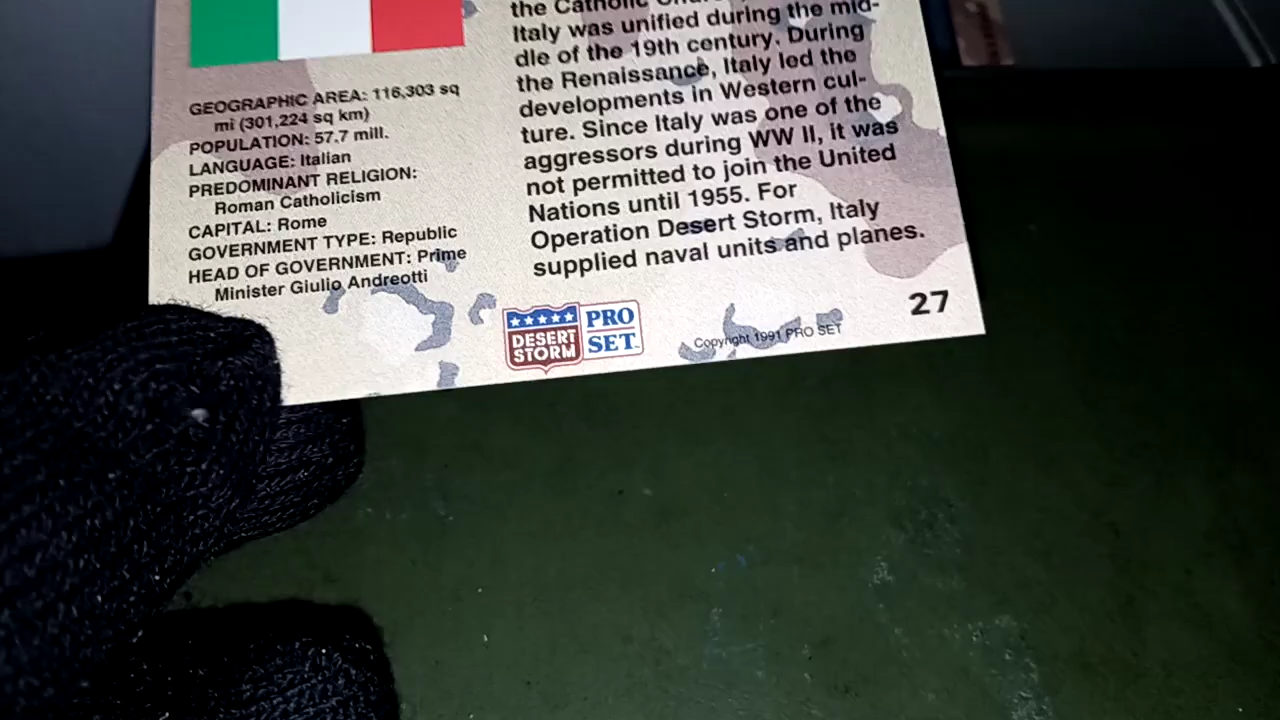 GEOGRAPHIC AREA: 116,303 sq
mi (301,224 sq km)
POPULATION: 57.7 mill.
LANGUAGE: Italian
PREDOMINANT RELIGION:
Roman Catholicism
CAPITAL: Rome
GOVERNMENT TYPE: Republic
HEAD OF GOVERNMENT: Prime
Minister Giulio Andreotti
the Catholic
Italy was unified during the mid-
dle of the 19th century. During
the Renaissance, Italy led the
developments in Western cul-
ture. Since Italy was one of the
aggressors during WW II, it was
not permitted to join the United
Nations until 1955. For
Operation Desert Storm, Italy
supplied naval units and planes.
DESERT
STORM
PRO
SET™
Copyright 1991 PRO SET
27